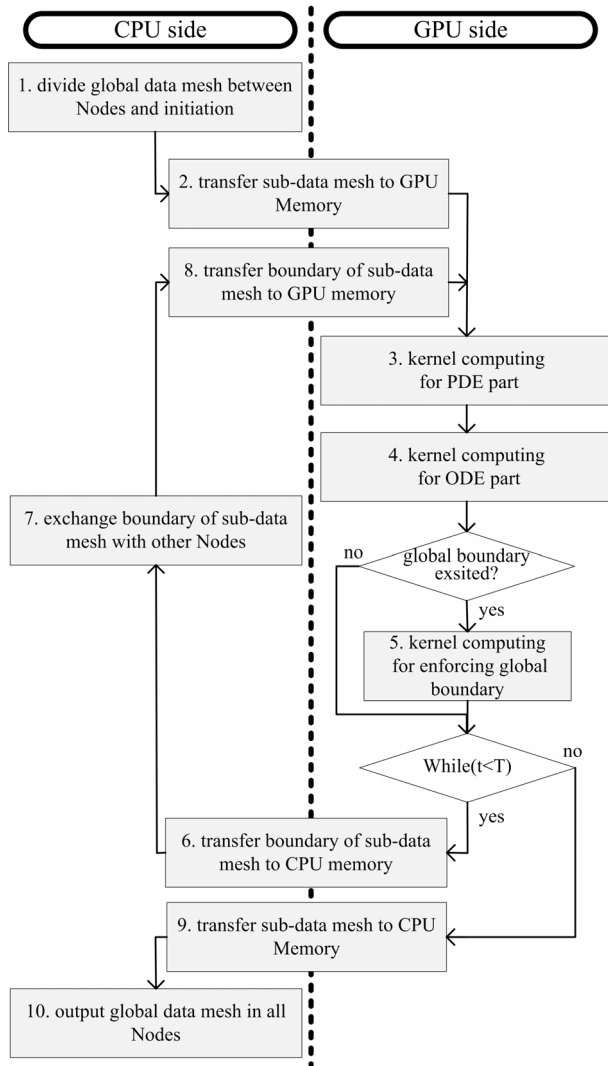 CPU side
GPU side
1. divide global data mesh between
Nodes and initiation
2. transfer sub-data mesh to GPU
Memory
8. transfer boundary of sub-data
mesh to GPU memory
3. kernel computing
for PDE part
4. kernel computing
for ODE part
7. exchange boundary of sub-data
mesh with other Nodes
no
global boundary
exsited?
yes
5. kernel computing
for enforcing global
boundary
While(t<T)
no
yes
6. transfer boundary of sub-data
mesh to CPU memory
9. transfer sub-data mesh to CPU
Memory
10. output global data mesh in all
Nodes